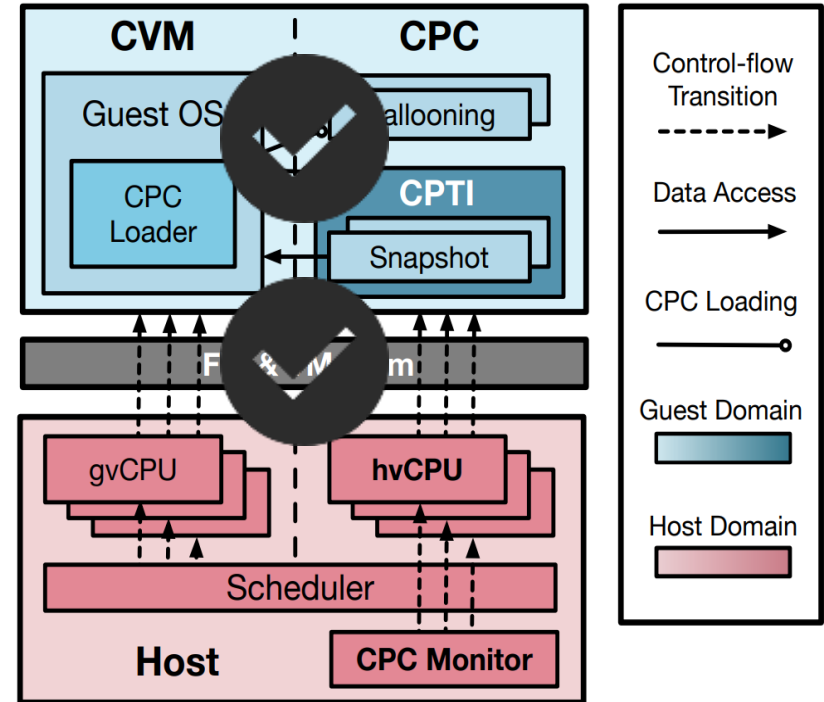 CVM
CPC
Guest OS
allooning
CPC
Loader
CPTI
Snapshot
&
m
gvCPU
hvCPU
Scheduler
Host
CPC Monitor
Control-flow
Transition
Data Access
CPC Loading
Guest Domain
Host Domain